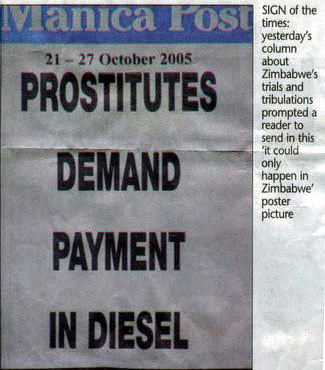 Manica Post
21 – 27 October 2005
PROSTITUTES
DEMAND
PAYMENT
IN DIESEL
SIGN of the
times:
yesterday's
column
about
Zimbabwe's
trials and
tribulations
prompted a
reader to
send in this
'it could
only
happen in
Zimbabwe'
poster
picture